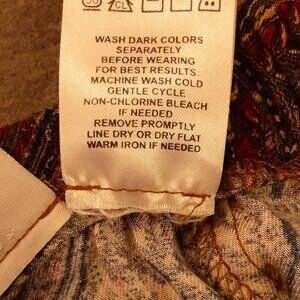 CL
WASH DARK COLORS
SEPARATELY
BEFORE WEARING
FOR BEST RESULTS
MACHINE WASH COLD
GENTLE CYCLE
NON-CHLORINE BLEACH
IF NEEDED
REMOVE PROMPTLY
LINE DRY OR DRY FLAT
WARM IRON IF NEEDED